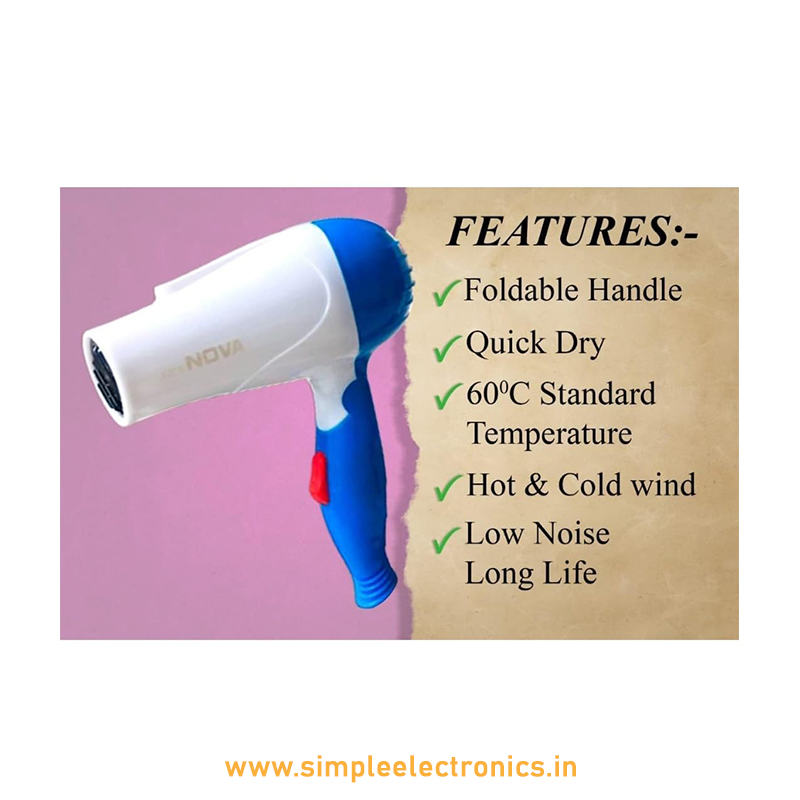 FEATURES:-
Foldable Handle
Quick Dry
60⁰C Standard
Temperature
Hot & Cold wind
Low Noise
Long Life
NOVA
www.simpleelectronics.in